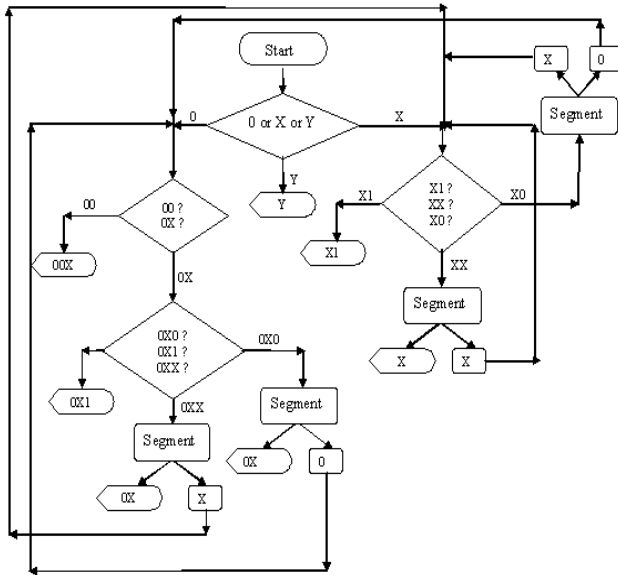 Start
X
0
Segment
0
0 or X or Y
X
Y
Y
00
00 ?
0X ?
X1
X1 ?
XX ?
X0 ?
X0
00X
X1
0X
XX
Segment
0X0 ?
0X1 ?
0XX ?
0X0
X
X
0X1
0XX
Segment
Segment
0X
0
0X
X